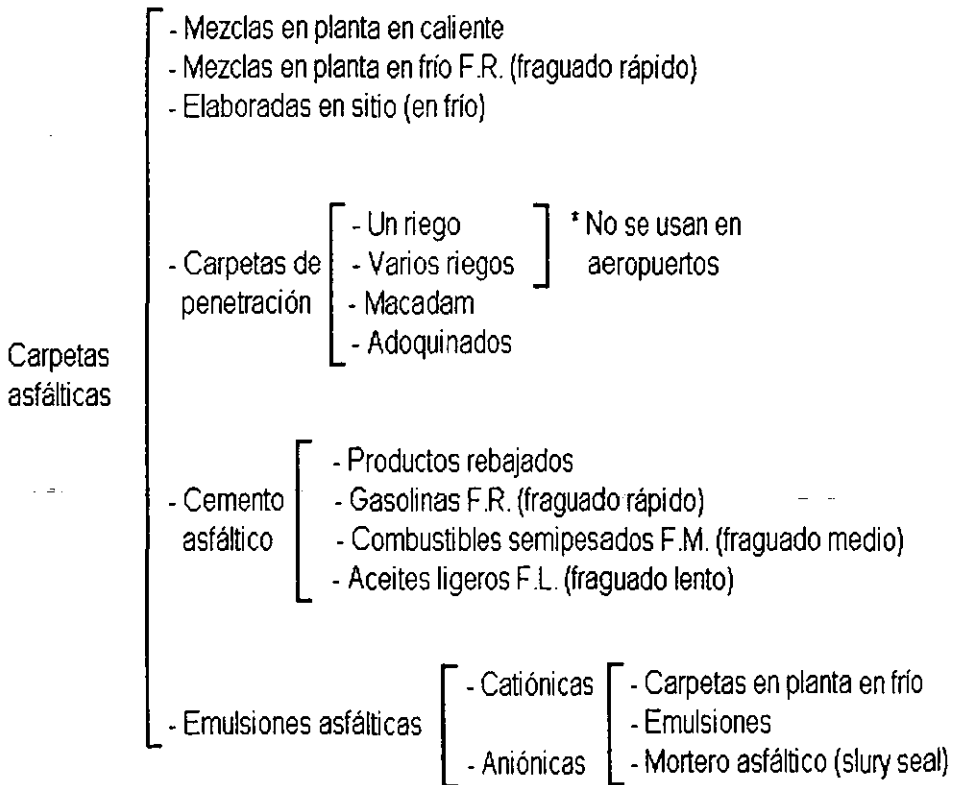 - Mezclas en planta en caliente
- Mezclas en planta en frío F.R. (fraguado rápido)
- Elaboradas en sitio (en frío)
- Carpetas de penetración
- Un riego
- Varios riegos
- Macadam
- Adoquinados
* No se usan en
aeropuertos
Carpetas
asfálticas
- Cemento
asfáltico
- Productos rebajados
- Gasolinas F.R. (fraguado rápido)
- Combustibles semipesados F.M. (fraguado medio)
- Aceites ligeros F.L. (fraguado lento)
- Emulsiones asfálticas
- Catiónicas
- Aniónicas
- Carpetas en planta en frío
- Emulsiones
- Mortero asfáltico (slury seal)